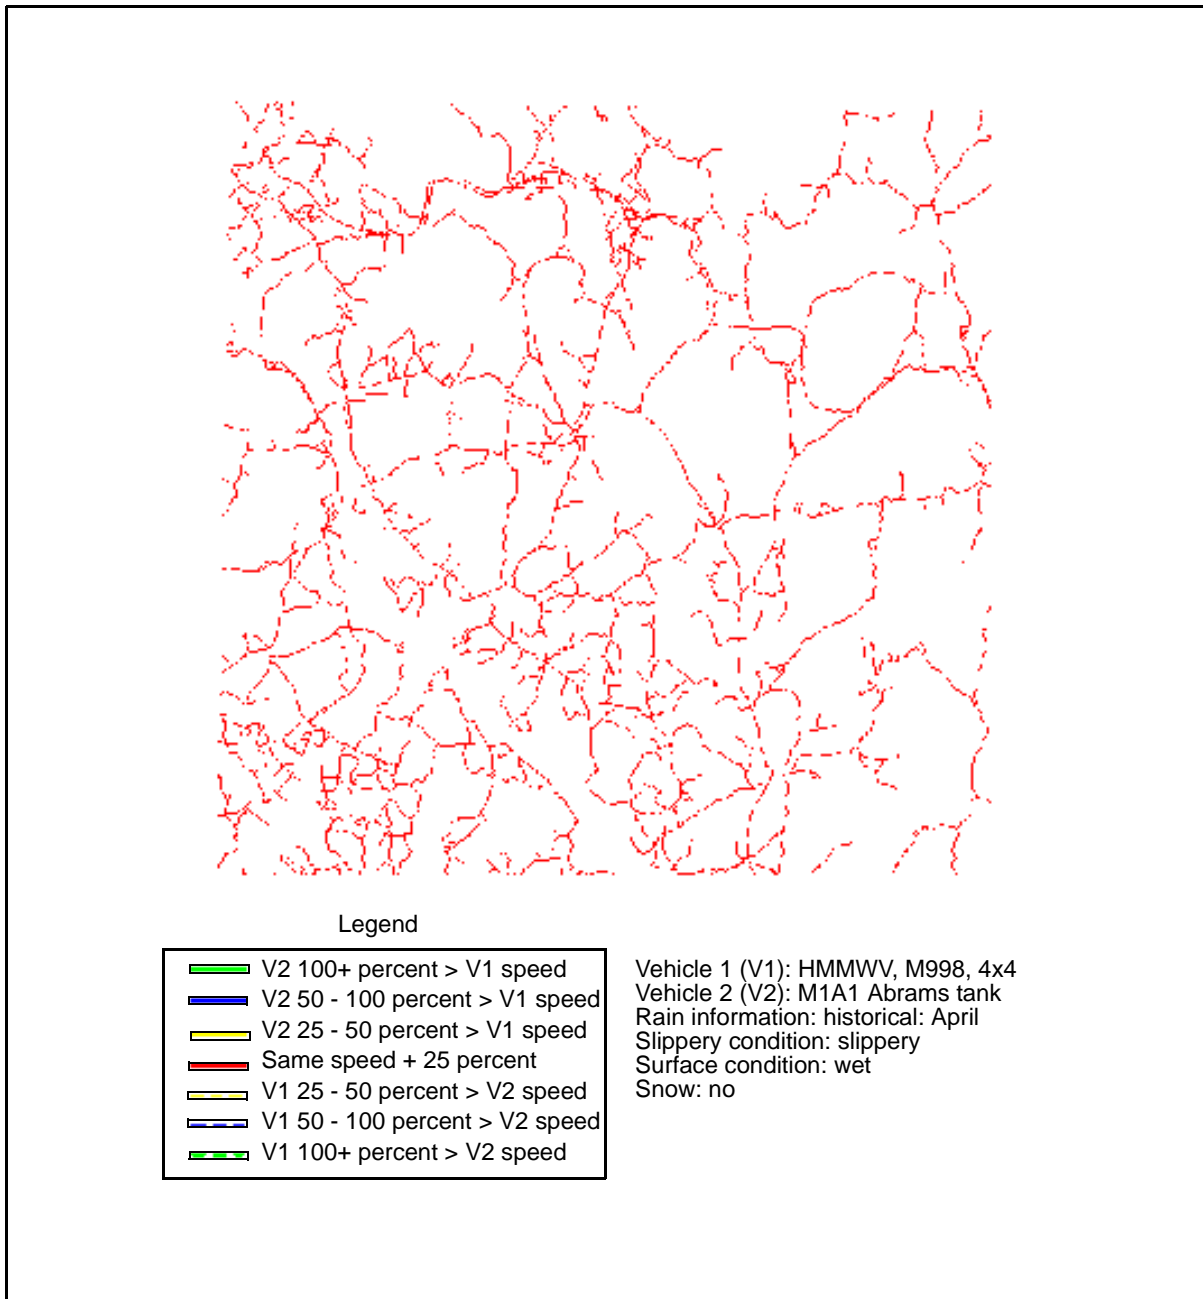 Legend
V2 100+ percent > V1 speed
V2 50 - 100 percent > V1 speed
V2 25 - 50 percent > V1 speed
Same speed + 25 percent
V1 25 - 50 percent > V2 speed
V1 50 - 100 percent > V2 speed
V1 100+ percent > V2 speed
Vehicle 1 (V1): HMMWV, M998, 4x4
Vehicle 2 (V2): M1A1 Abrams tank
Rain information: historical: April
Slippery condition: slippery
Surface condition: wet
Snow: no